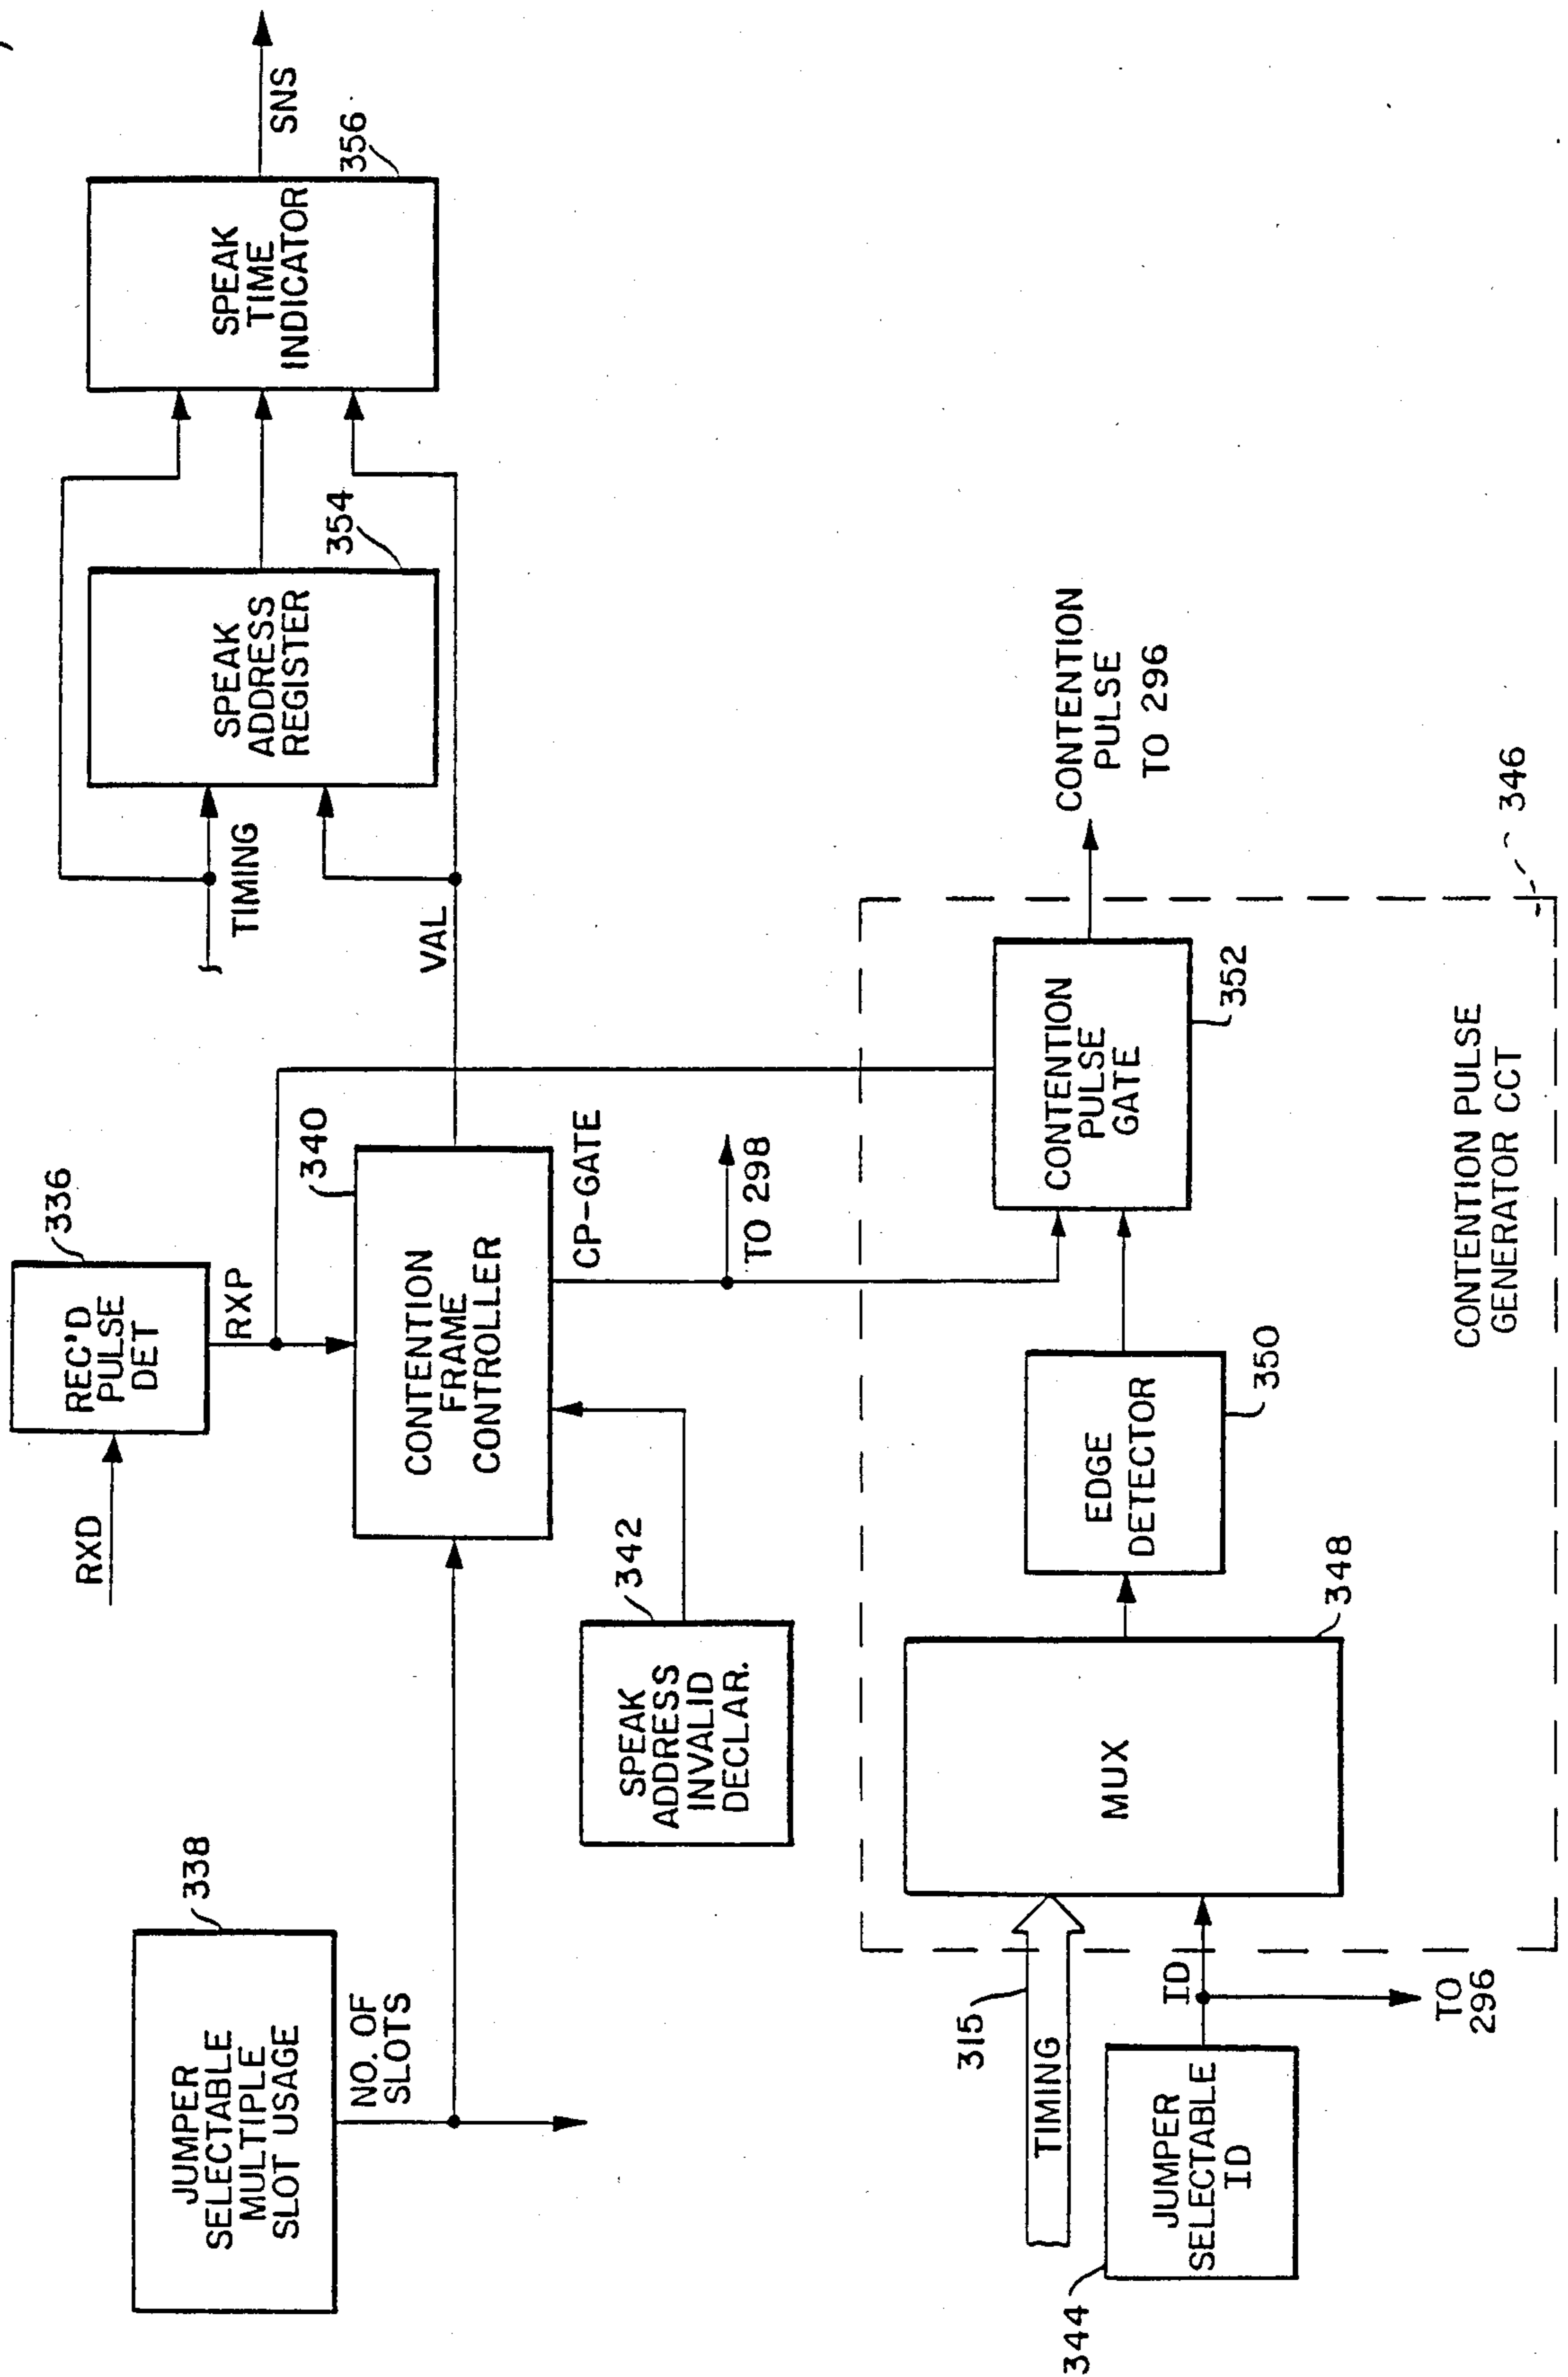 JUMPER
SELECTABLE
MULTIPLE
SLOT USAGE
338
NO. OF
SLOTS
RXD
REC'D
PULSE
DET
336
RXP
CONTENTION
FRAME
CONTROLLER
340
SPEAK
ADDRESS
INVALID
DECLAR.
342
CP-GATE
TO 298
VAL
TIMING
SPEAK
ADDRESS
REGISTER
354
SPEAK
TIME
INDICATOR
356
SNS
344
JUMPER
SELECTABLE
ID
315
TIMING
ID
TO
296
MUX
348
EDGE
DETECTOR
350
CONTENTION
PULSE
GATE
352
CONTENTION
PULSE
TO 296
CONTENTION PULSE
GENERATOR CCT
346